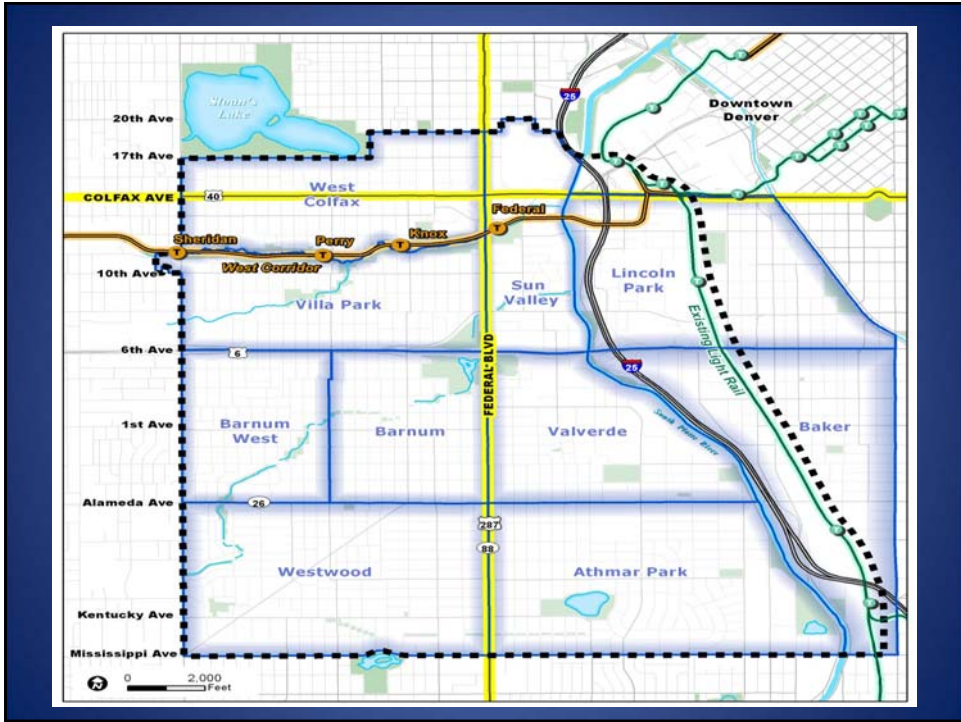 25
Downtown
Denver
Sloan's
Lake
20th Ave
17th Ave
West
Colfax
COLFAX AVE
40
Federal
Knox
Sheridan
Perry
T
T
T
T
West Corridor
10th Ave
Lincoln
Park
Sun
Valley
Villa Park
Existing Light Rail
6th Ave
6
25
FEDERAL BLVD
1st Ave
Barnum
West
Barnum
Valverde
South Platte River
Baker
Alameda Ave
26
287
88
Westwood
Athmar Park
Kentucky Ave
Mississippi Ave
N
0 2,000
Feet